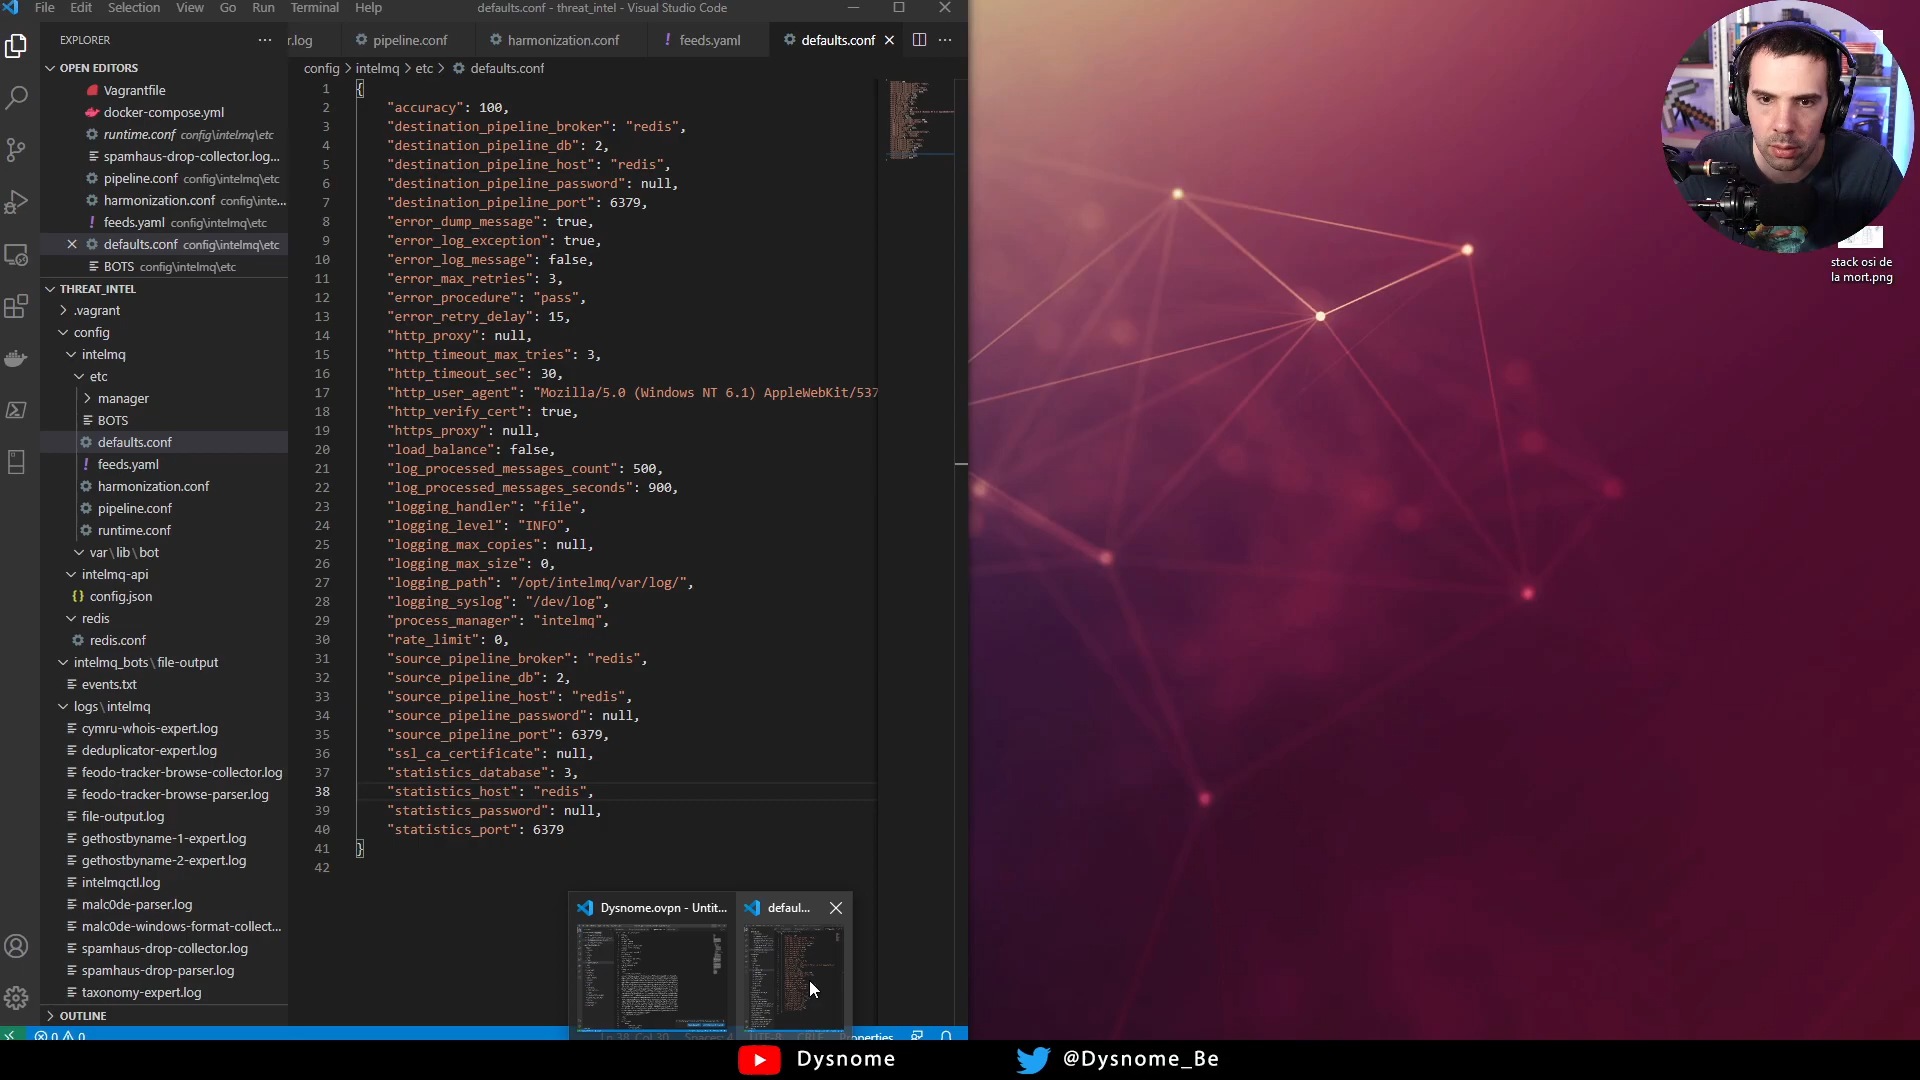 File Edit Selection View Go Run Terminal Help
defaults.conf - threat_intel - Visual Studio Code
EXPLORER
r.log
pipeline.conf
harmonization.conf
! feeds.yaml
defaults.conf
config > intelmq > etc > defaults.conf
OPEN EDITORS
Vagrantfile
docker-compose.yml
runtime.conf config\intelmq\etc
spamhaus-drop-collector.log...
pipeline.conf config\intelmq\etc
harmonization.conf config\inte...
! feeds.yaml config\intelmq\etc
defaults.conf config\intelmq\etc
BOTS config\intelmq\etc
THREAT_INTEL
.vagrant
config
intelmq
etc
manager
BOTS
defaults.conf
! feeds.yaml
harmonization.conf
pipeline.conf
runtime.conf
var\lib\bot
intelmq-api
{} config.json
redis
redis.conf
intelmq_bots\file-output
events.txt
logs\intelmq
cymru-whois-expert.log
deduplicator-expert.log
feodo-tracker-browse-collector.log
feodo-tracker-browse-parser.log
file-output.log
gethostbyname-1-expert.log
gethostbyname-2-expert.log
intelmqctl.log
malc0de-parser.log
malc0de-windows-format-collect...
spamhaus-drop-collector.log
spamhaus-drop-parser.log
taxonomy-expert.log
OUTLINE
1 {
2 "accuracy": 100,
3 "destination_pipeline_broker": "redis",
4 "destination_pipeline_db": 2,
5 "destination_pipeline_host": "redis",
6 "destination_pipeline_password": null,
7 "destination_pipeline_port": 6379,
8 "error_dump_message": true,
9 "error_log_exception": true,
10 "error_log_message": false,
11 "error_max_retries": 3,
12 "error_procedure": "pass",
13 "error_retry_delay": 15,
14 "http_proxy": null,
15 "http_timeout_max_tries": 3,
16 "http_timeout_sec": 30,
17 "http_user_agent": "Mozilla/5.0 (Windows NT 6.1) AppleWebKit/537
18 "http_verify_cert": true,
19 "https_proxy": null,
20 "load_balance": false,
21 "log_processed_messages_count": 500,
22 "log_processed_messages_seconds": 900,
23 "logging_handler": "file",
24 "logging_level": "INFO",
25 "logging_max_copies": null,
26 "logging_max_size": 0,
27 "logging_path": "/opt/intelmq/var/log/",
28 "logging_syslog": "/dev/log",
29 "process_manager": "intelmq",
30 "rate_limit": 0,
31 "source_pipeline_broker": "redis",
32 "source_pipeline_db": 2,
33 "source_pipeline_host": "redis",
34 "source_pipeline_password": null,
35 "source_pipeline_port": 6379,
36 "ssl_ca_certificate": null,
37 "statistics_database": 3,
38 "statistics_host": "redis",
39 "statistics_password": null,
40 "statistics_port": 6379
41 }
42
Dysnome.ovpn - Untit...
defaul...
0 0
Ln 38, Col 30 Spaces: 4 UTF-8 CRLF Properties
stack osi de
la mort.png
Dysnome
@Dysnome_Be